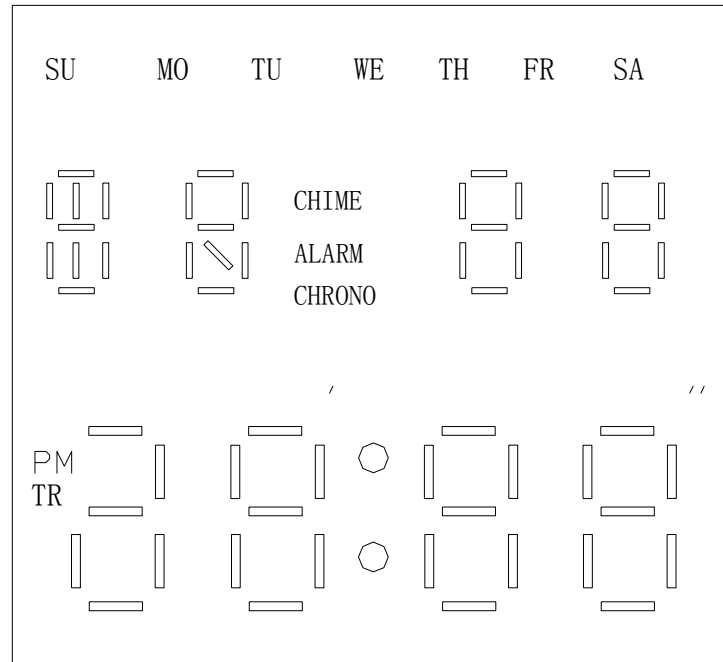 SU MO TU WE TH FR SA
CHIME
ALARM
CHRONO
′ ″
PM
TR